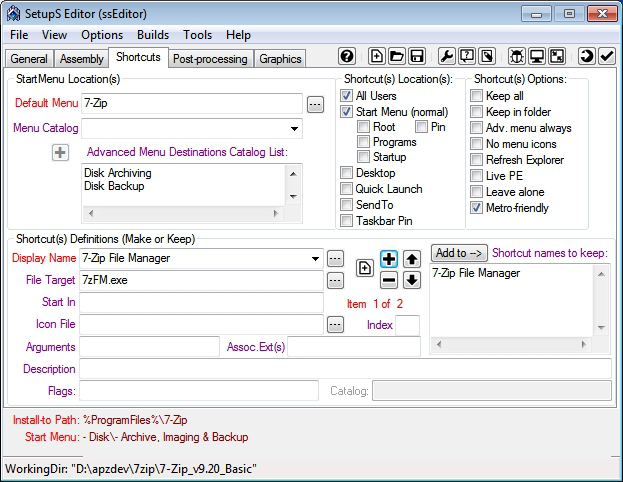 SetupS Editor (ssEditor)
File View Options Builds Tools Help
General Assembly Shortcuts Post-processing Graphics
StartMenu Location(s)
Default Menu 7-Zip ...
Menu Catalog
Advanced Menu Destinations Catalog List:
Disk Archiving
Disk Backup
Shortcut(s) Location(s):
All Users
Start Menu (normal)
Root Pin
Programs
Startup
Desktop
Quick Launch
SendTo
Taskbar Pin
Shortcut(s) Options:
Keep all
Keep in folder
Adv. menu always
No menu icons
Refresh Explorer
Live PE
Leave alone
Metro-friendly
Shortcut(s) Definitions (Make or Keep)
Display Name 7-Zip File Manager ...
File Target 7zFM.exe ...
Start In
Item 1 of 2
Icon File ... Index
Arguments Assoc.Ext(s)
Add to --> Shortcut names to keep:
7-Zip File Manager
Description
Flags: Catalog:
Install-to Path: %ProgramFiles%\7-Zip
Start Menu: - Disk\- Archive, Imaging & Backup
WorkingDir: "D:\apzdev\7zip\7-Zip_v9.20_Basic"